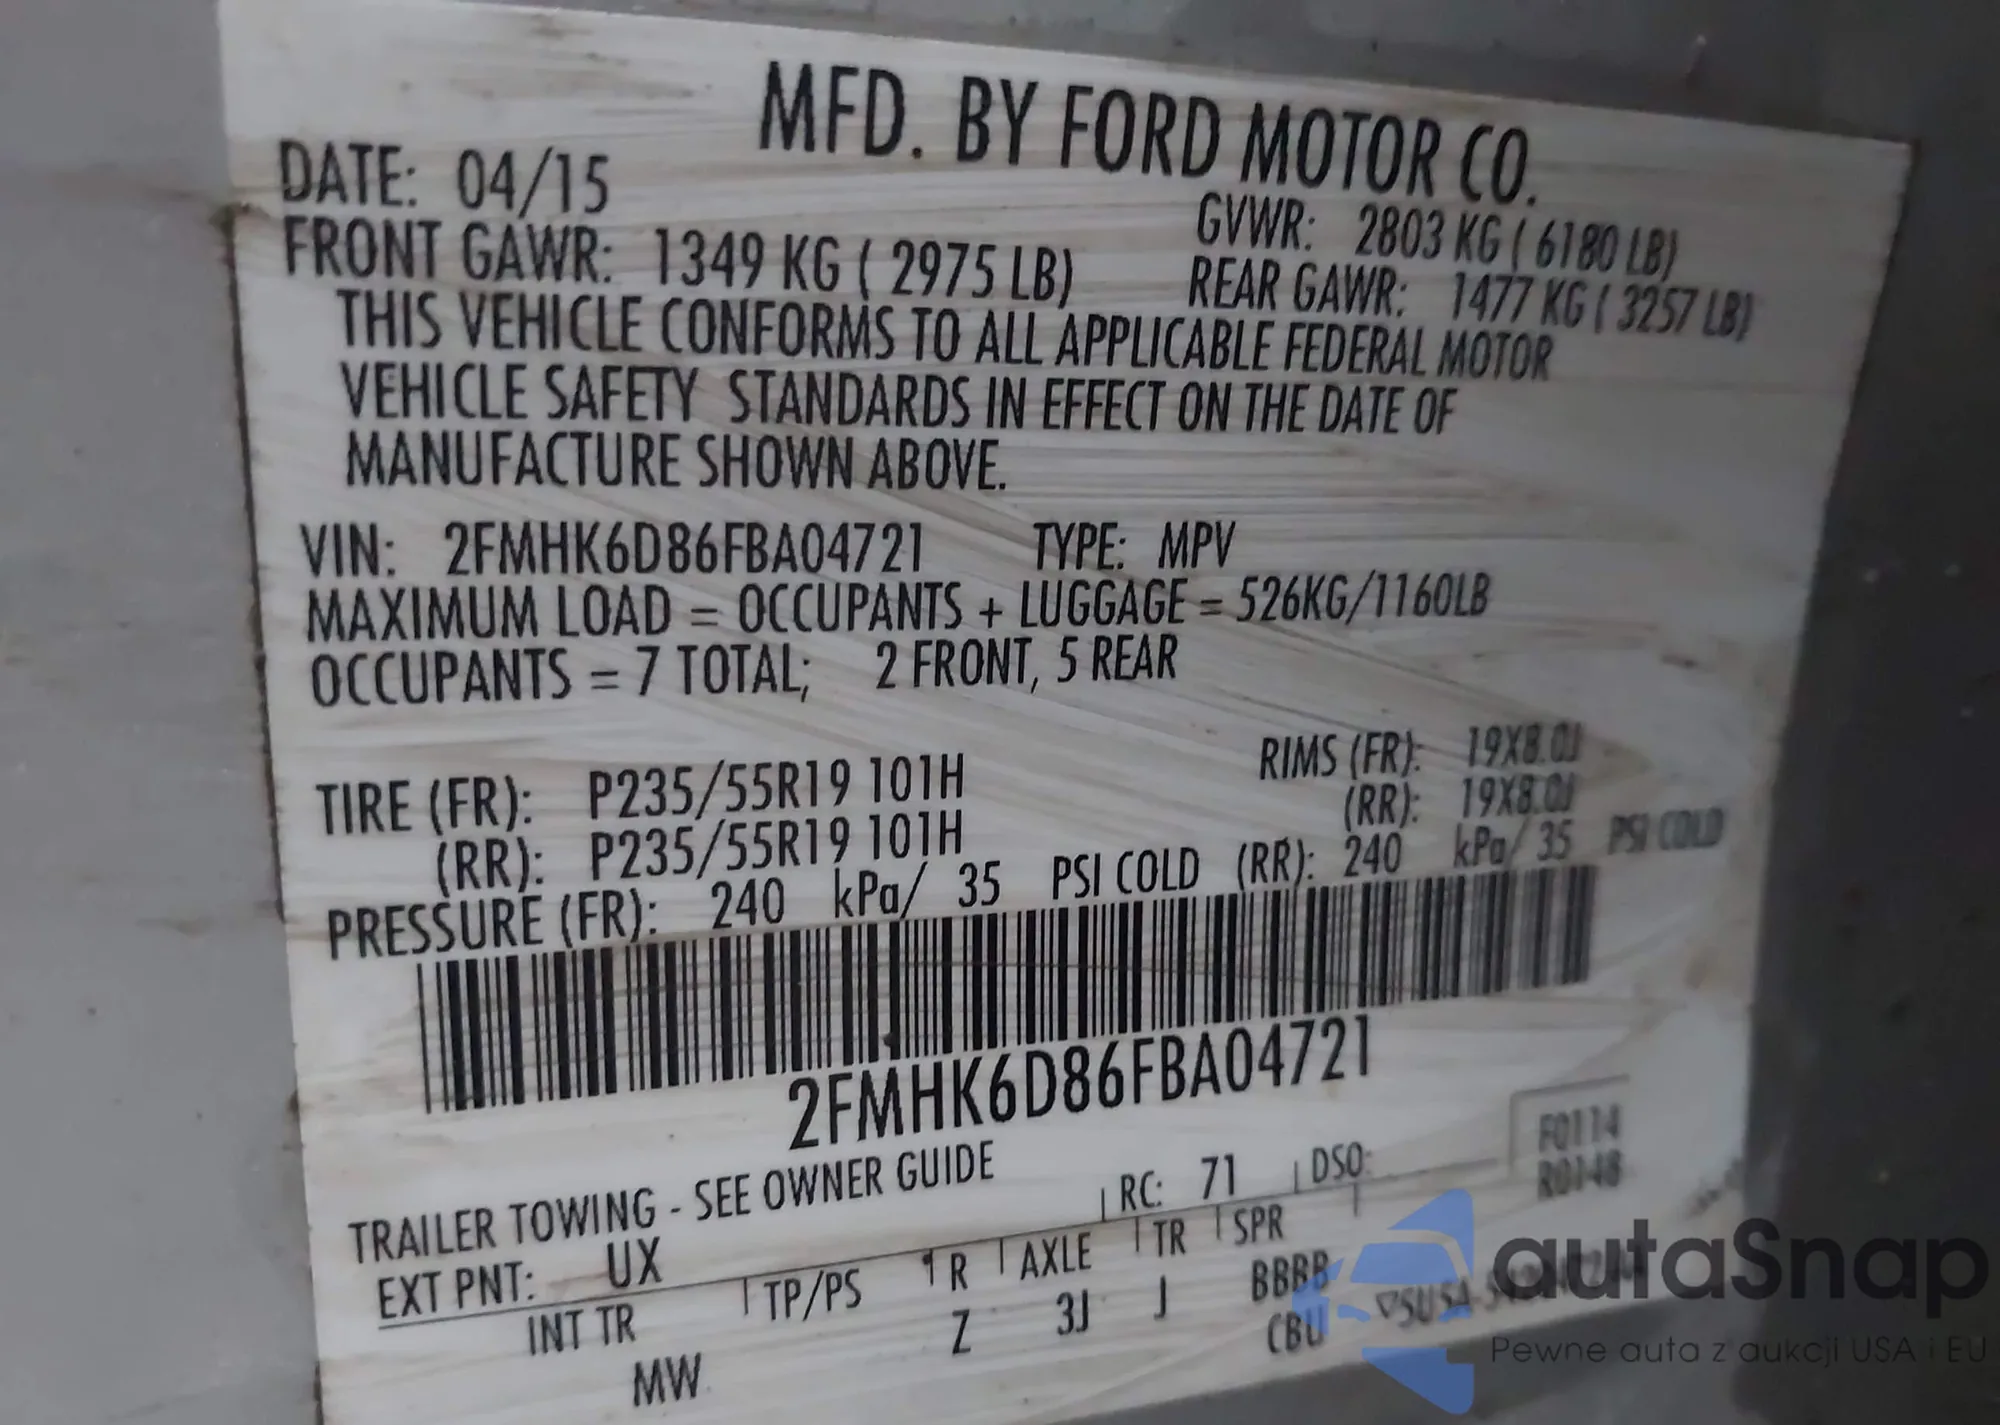 MFD. BY FORD MOTOR CO.
DATE: 04/15 GVWR: 2803 KG ( 6180 LB)
FRONT GAWR: 1349 KG ( 2975 LB) REAR GAWR: 1477 KG ( 3257 LB)
THIS VEHICLE CONFORMS TO ALL APPLICABLE FEDERAL MOTOR
VEHICLE SAFETY STANDARDS IN EFFECT ON THE DATE OF
MANUFACTURE SHOWN ABOVE.
VIN: 2FMHK6D86FBA04721 TYPE: MPV
MAXIMUM LOAD = OCCUPANTS + LUGGAGE = 526KG/1160LB
OCCUPANTS = 7 TOTAL; 2 FRONT, 5 REAR
TIRE (FR): P235/55R19 101H RIMS (FR): 19X8.0J
(RR): P235/55R19 101H (RR): 19X8.0J
PRESSURE (FR): 240 kPa/ 35 PSI COLD (RR): 240 kPa/ 35 PSI COLD
2FMHK6D86FBA04721
F0114
R0148
TRAILER TOWING - SEE OWNER GUIDE RC: 71 DSO:
EXT PNT: UX
INT TR TP/PS R AXLE TR SPR
MW Z 3J J BBBB
CBU
autaSnap
Pewne auta z aukcji USA i EU